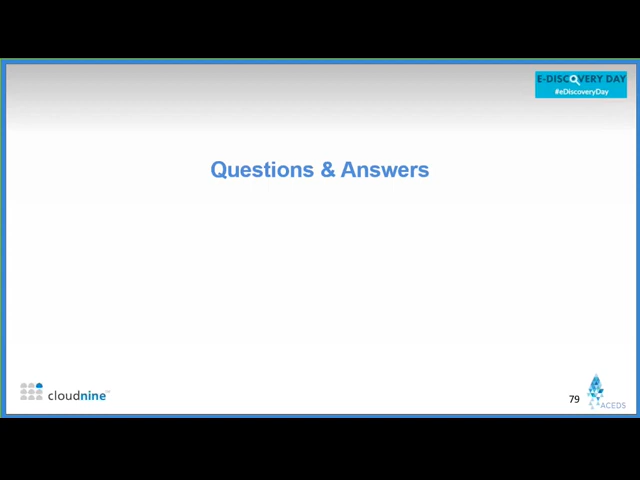 E-DISCOVERY DAY
#eDiscoveryDay
Questions & Answers
cloudnine
79
ACEDS